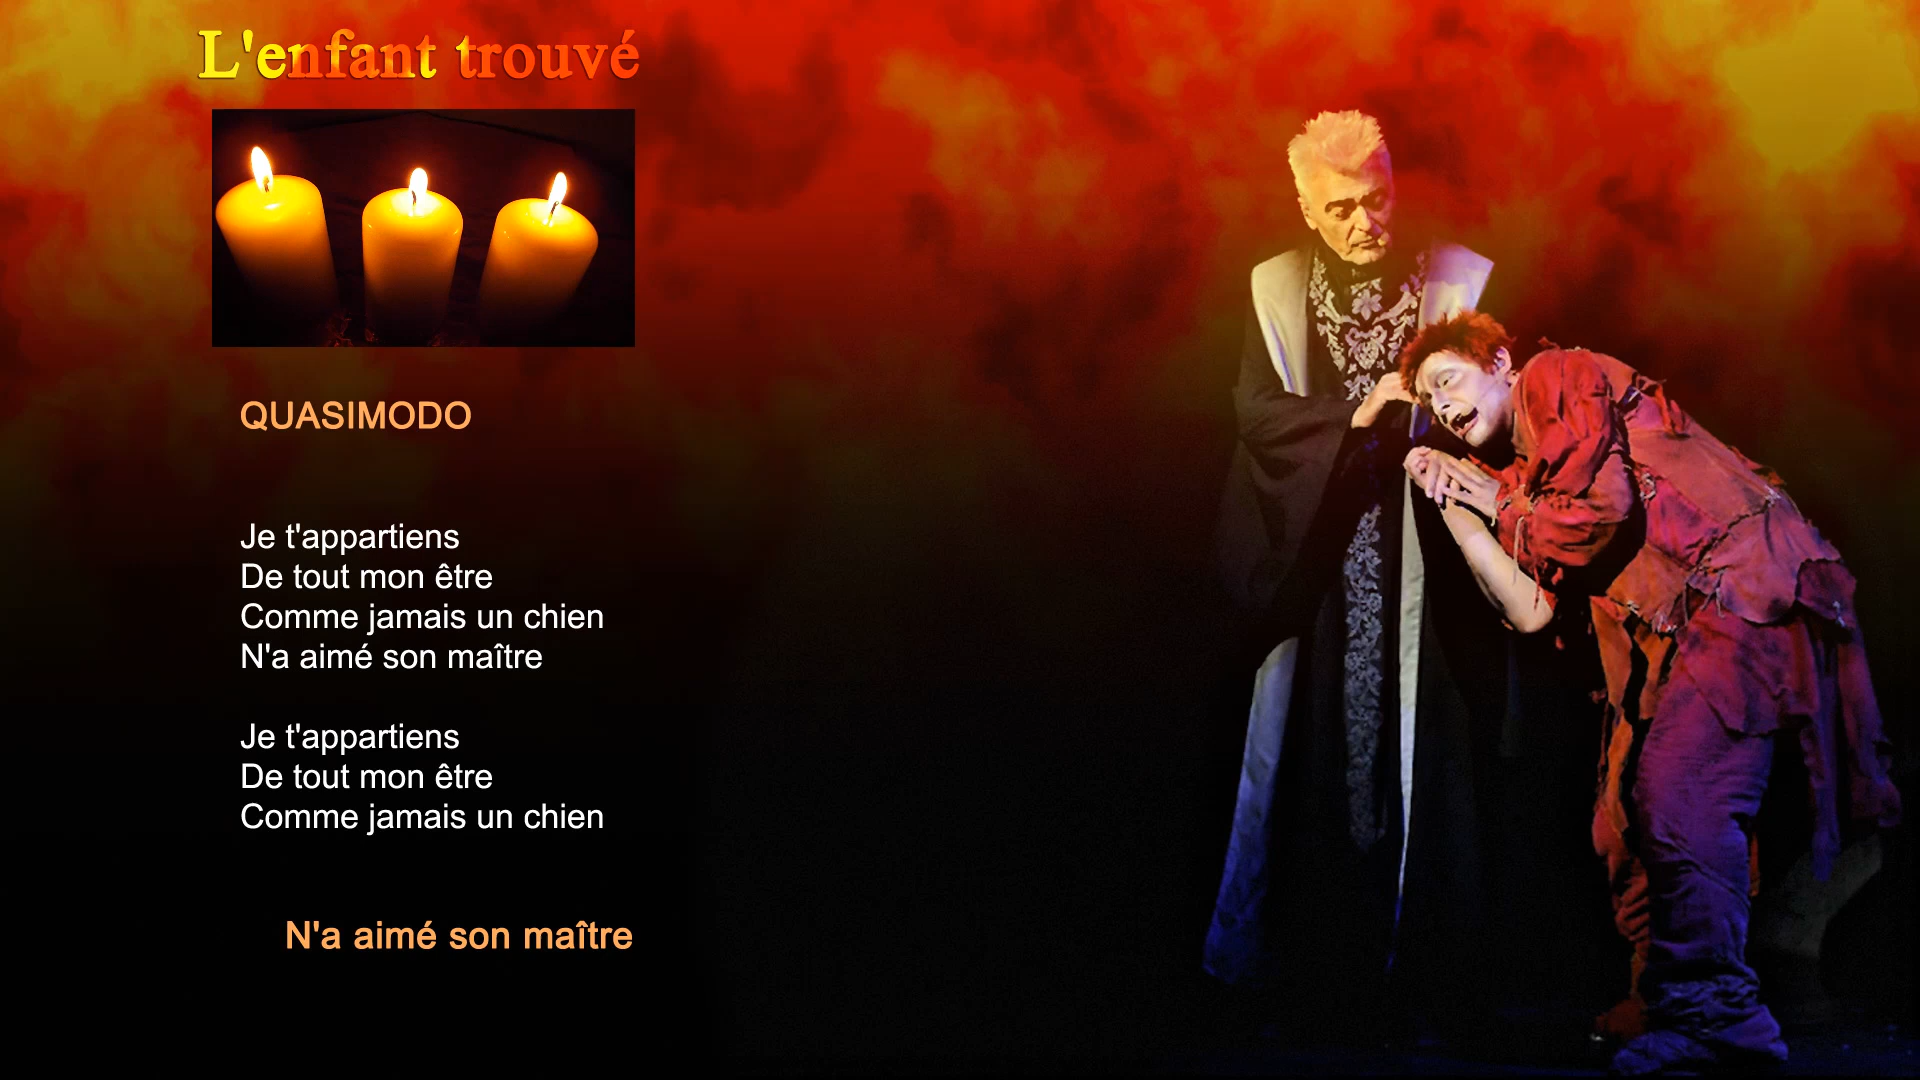 L'enfant trouvé
QUASIMODO
Je t'appartiens
De tout mon être
Comme jamais un chien
N'a aimé son maître
Je t'appartiens
De tout mon être
Comme jamais un chien
N'a aimé son maître